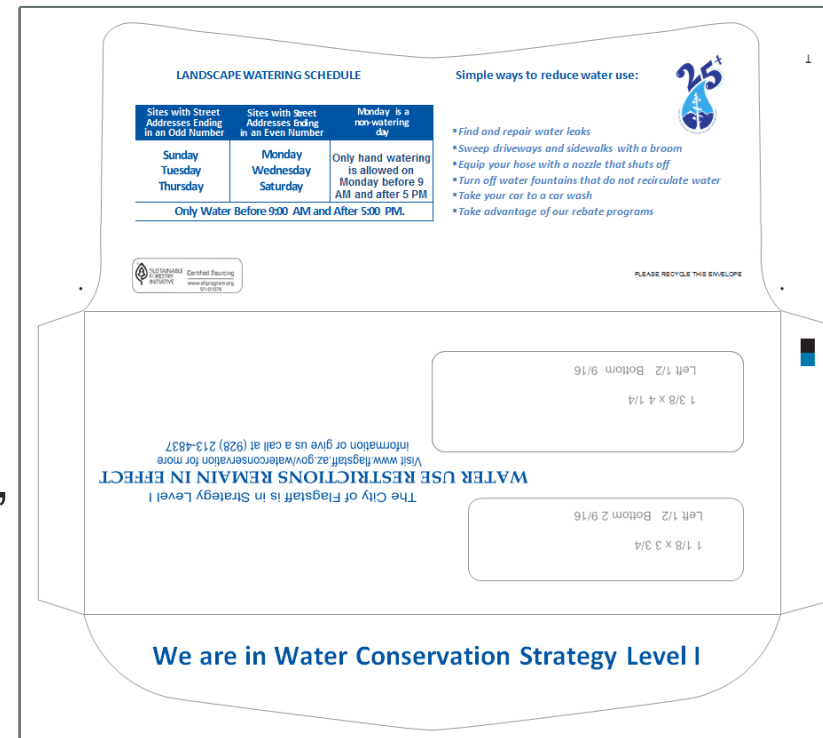 LANDSCAPE WATERING SCHEDULE
Sites with Street
Addresses Ending
in an Odd Number
Sites with Street
Addresses Ending
in an Even Number
Monday is a
non-watering
day
Sunday
Tuesday
Thursday
Monday
Wednesday
Saturday
Only hand watering
is allowed on
Monday before 9
AM and after 5 PM
Only Water Before 9:00 AM and After 5:00 PM.
Simple ways to reduce water use:
25+
▪Find and repair water leaks
▪Sweep driveways and sidewalks with a broom
▪Equip your hose with a nozzle that shuts off
▪Turn off water fountains that do not recirculate water
▪Take your car to a car wash
▪Take advantage of our rebate programs
SUSTAINABLE
FORESTRY
INITIATIVE
Certified Sourcing
www.sfiprogram.org
SFI-01578
PLEASE RECYCLE THIS ENVELOPE
1 3/8 x 4 1/4
Left 1/2 Bottom 9/16
The City of Flagstaff is in Strategy Level I
WATER USE RESTRICTIONS REMAIN IN EFFECT
Visit www.flagstaff.az.gov/waterconservation for more
information or give us a call at (928) 213-4837
1 1/8 x 3 3/4
Left 1/2 Bottom 2 9/16
We are in Water Conservation Strategy Level I